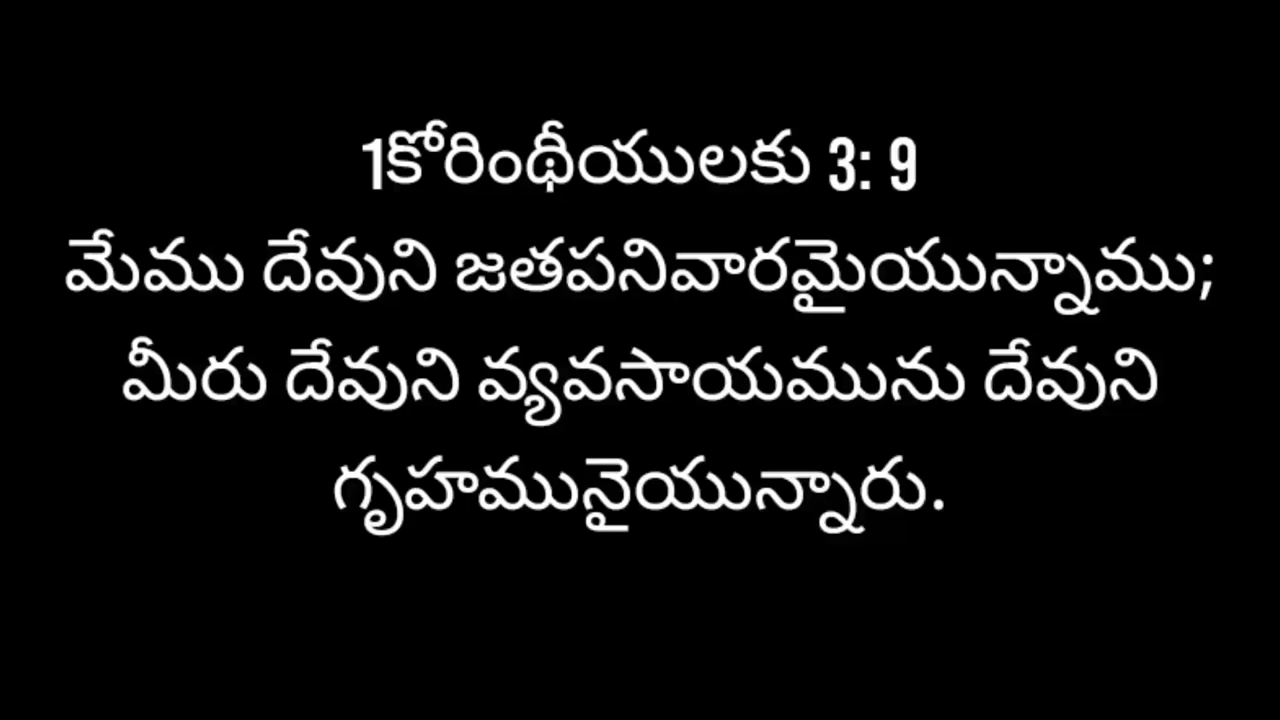 1కోరింథీయులకు 3: 9
మేము దేవుని జతపనివారమైయున్నాము;
మీరు దేవుని వ్యవసాయమును దేవుని
గృహమునైయున్నారు.